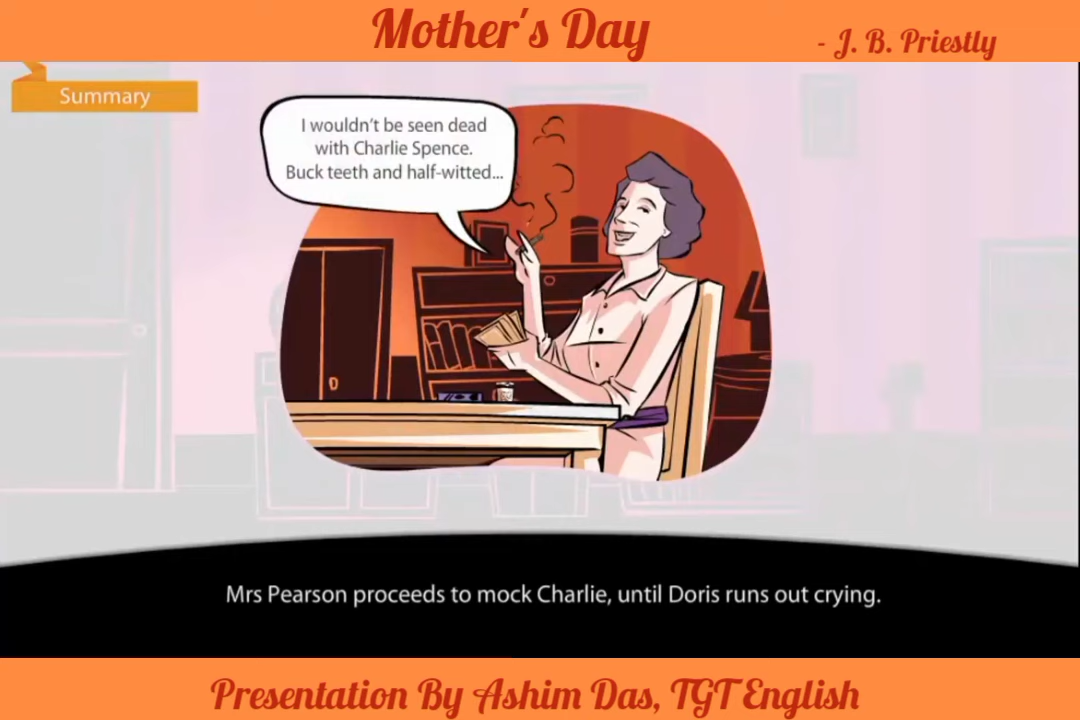 Mother's Day
- J. B. Priestly
Summary
I wouldn't be seen dead
with Charlie Spence.
Buck teeth and half-witted...
Mrs Pearson proceeds to mock Charlie, until Doris runs out crying.
Presentation By Ashim Das, TGT English